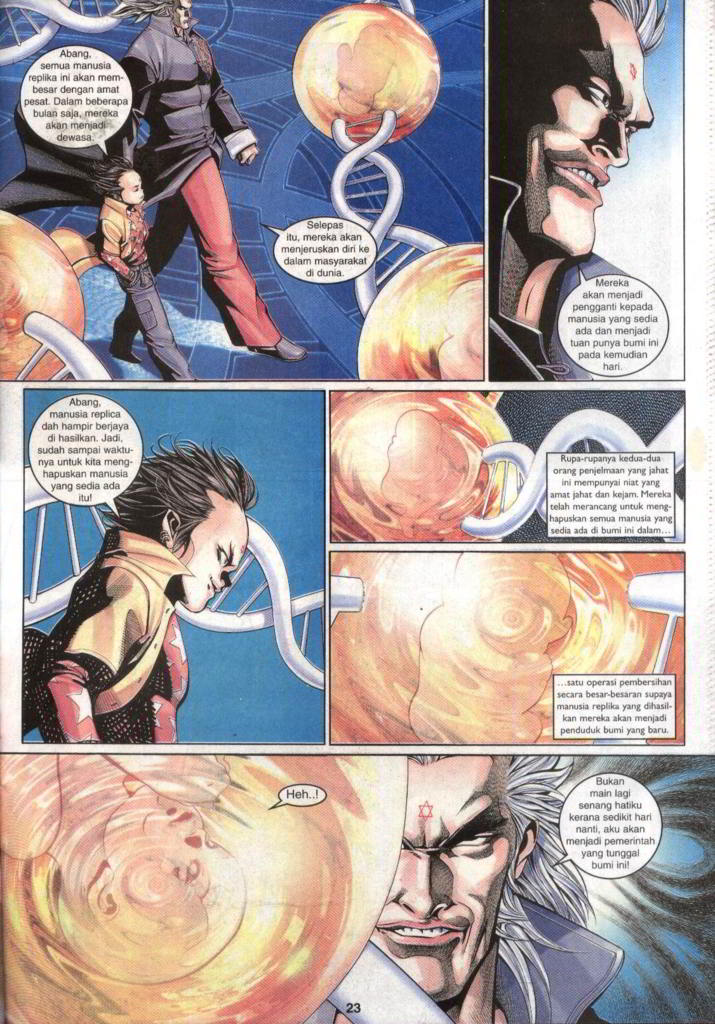 Abang,
semua manusia
replika ini akan mem-
besar dengan amat
pesat. Dalam beberapa
bulan saja, mereka
akan menjadi
dewasa.
Selepas
itu, mereka akan
menjeruskan diri ke
dalam masyarakat
di dunia.
Mereka
akan menjadi
pengganti kepada
manusia yang sedia
ada dan menjadi
tuan punya bumi ini
pada kemudian
hari.
Abang,
manusia replica
dah hampir berjaya
di hasilkan. Jadi,
sudah sampai waktu-
nya untuk kita meng-
hapuskan manusia
yang sedia ada
itu!
Rupa-rupanya kedua-dua
orang penjelmaan yang jahat
ini mempunyai niat yang
amat jahat dan kejam. Mereka
telah merancang untuk meng-
hapuskan semua manusia yang
sedia ada di bumi ini dalam...
...satu operasi pembersihan
secara besar-besaran supaya
manusia replika yang dihasil-
kan mereka akan menjadi
penduduk bumi yang baru.
Heh..!
Bukan
main lagi
senang hatiku
kerana sedikit hari
nanti, aku akan
menjadi pemerintah
yang tunggal
bumi ini!
23